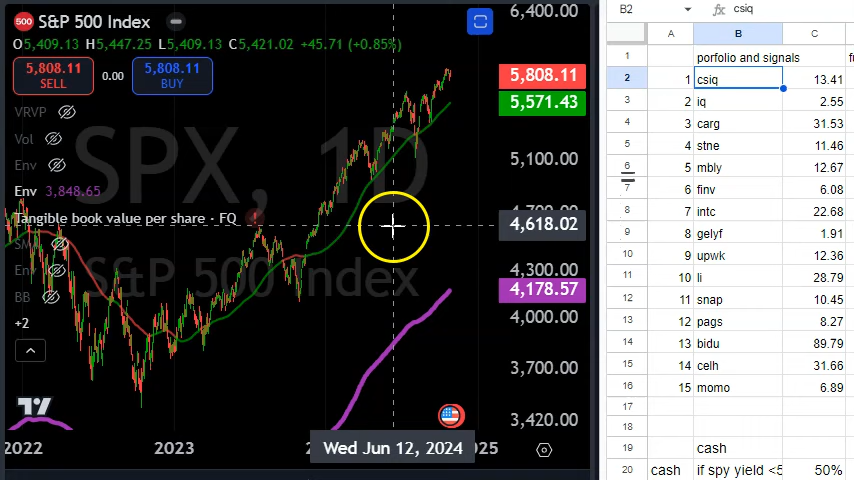 500 S&P 500 Index
O5,409.13 H5,447.25 L5,409.13 C5,421.02 +45.71 (+0.85%)
5,808.11
SELL
0.00
5,808.11
BUY
VRVP
Vol
Env
Env 3,848.65
Tangible book value per share · FQ
SM
Env
BB
+2
SPX, 1D
S&P 500 Index
6,400.00
5,808.11
5,571.43
5,100.00
4,700.00
4,618.02
4,300.00
4,178.57
4,000.00
3,700.00
3,420.00
2022
2023
Wed Jun 12, 2024
2025
B2
fx csiq
A B C
1 porfolio and signals
2 1 csiq 13.41
3 2 iq 2.55
4 3 carg 31.53
5 4 stne 11.46
6 5 mbly 12.67
7 6 finv 6.08
8 7 intc 22.68
9 8 gelyf 1.91
10 9 upwk 12.36
11 10 li 28.79
12 11 snap 10.45
13 12 pags 8.27
14 13 bidu 89.79
15 14 celh 31.66
16 15 momo 6.89
17
18
19 cash
20 cash if spy yield <5 50%